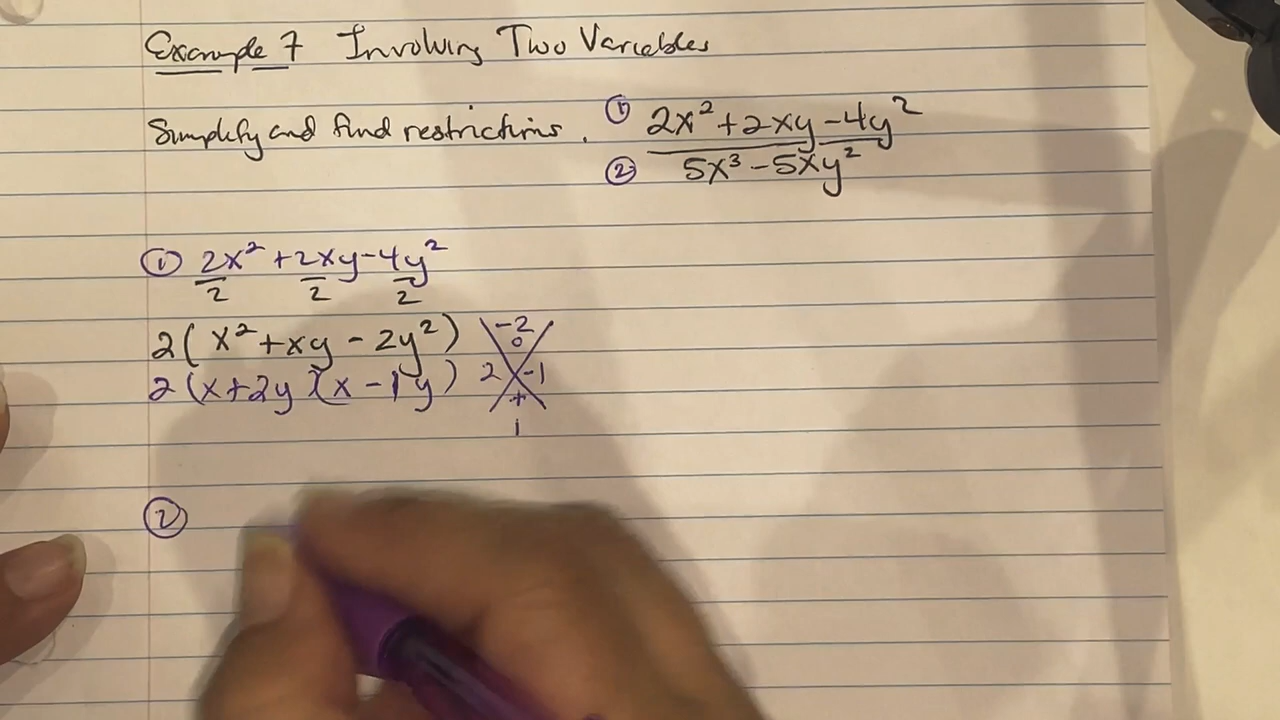 Example 7 Involving Two Variables
Simplify and find restrictions. ① 2x²+2xy-4y²
② 5x³-5xy²
① 2x²+2xy-4y²
2 2 2
2(x²+xy-2y²) -2
2(x+2y)(x-1y) 2 -1
+
1
②